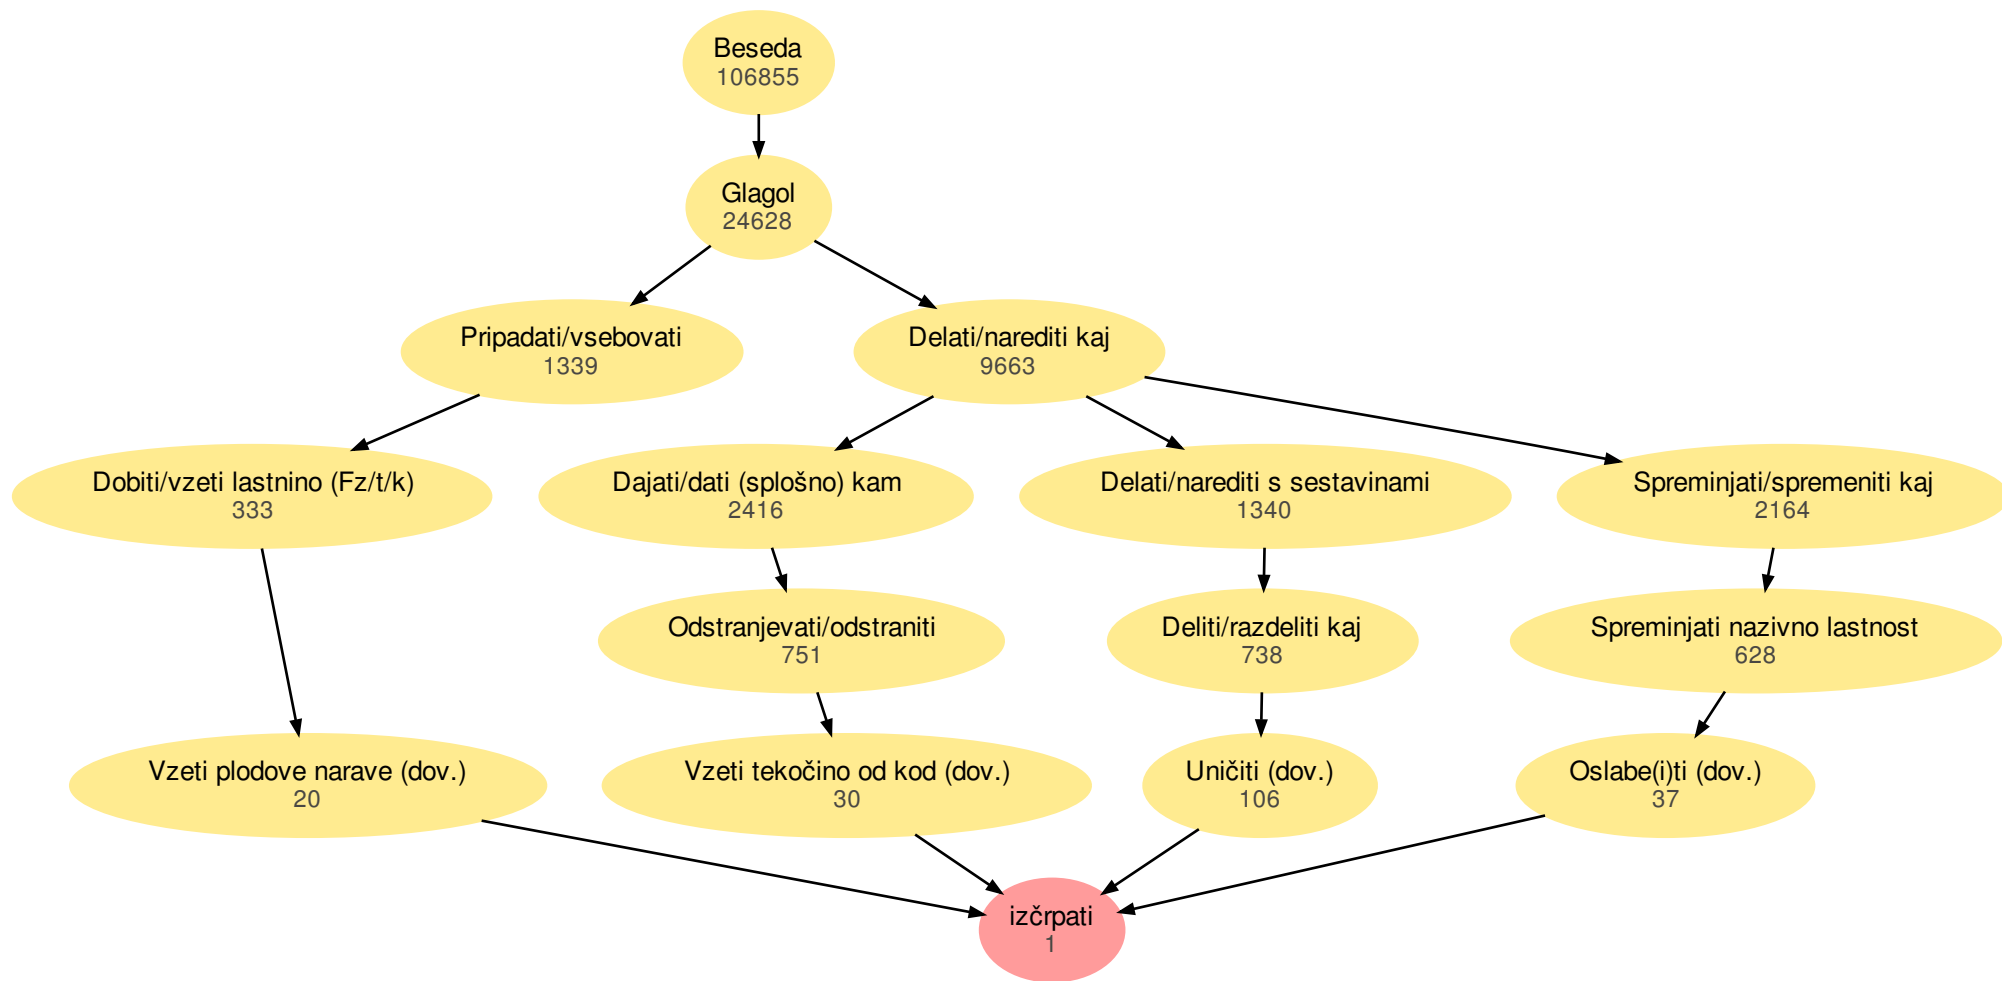 Beseda
106855
Glagol
24628
Pripadati/vsebovati
1339
Delati/narediti kaj
9663
Dobiti/vzeti lastnino (Fz/t/k)
333
Dajati/dati (splošno) kam
2416
Delati/narediti s sestavinami
1340
Spreminjati/spremeniti kaj
2164
Odstranjevati/odstraniti
751
Deliti/razdeliti kaj
738
Spreminjati nazivno lastnost
628
Vzeti plodove narave (dov.)
20
Vzeti tekočino od kod (dov.)
30
Uničiti (dov.)
106
Oslabe(i)ti (dov.)
37
izčrpati
1